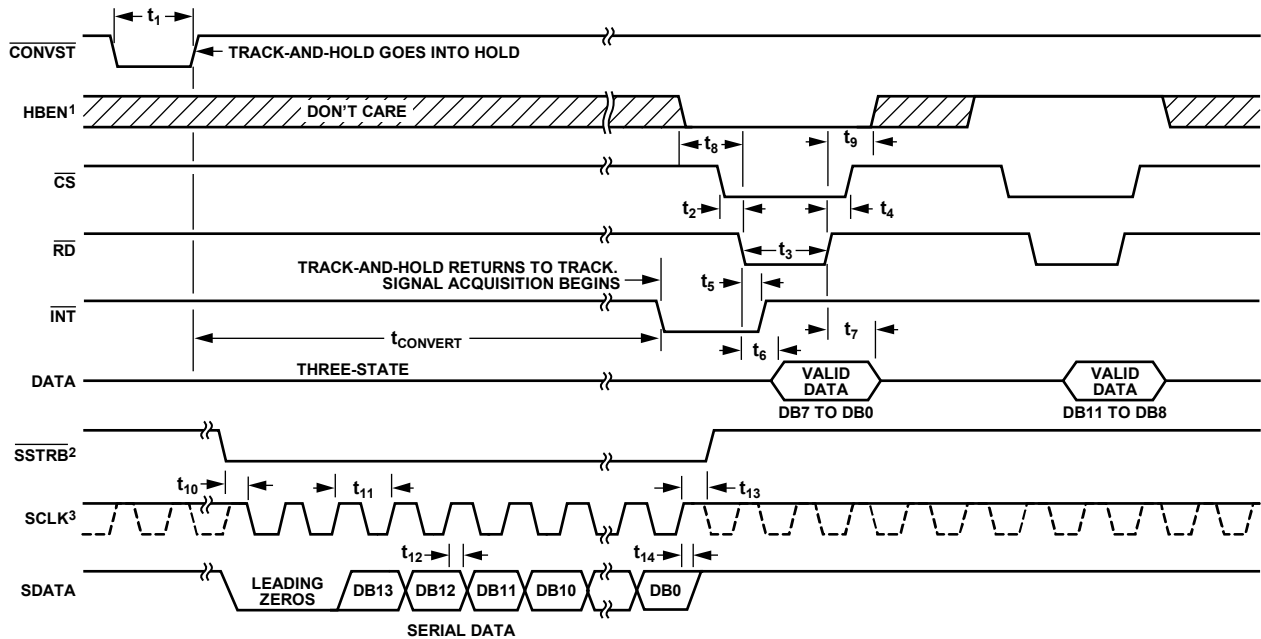 t1
CONVST
TRACK-AND-HOLD GOES INTO HOLD
HBEN1
DON'T CARE
t8
t9
CS
t2
t4
RD
t3
TRACK-AND-HOLD RETURNS TO TRACK.
SIGNAL ACQUISITION BEGINS
t5
INT
tCONVERT
t7
t6
DATA
THREE-STATE
VALID
DATA
VALID
DATA
DB7 TO DB0
DB11 TO DB8
SSTRB2
t10
t11
t13
SCLK3
t12
t14
SDATA
LEADING
ZEROS
DB13
DB12
DB11
DB10
DB0
SERIAL DATA